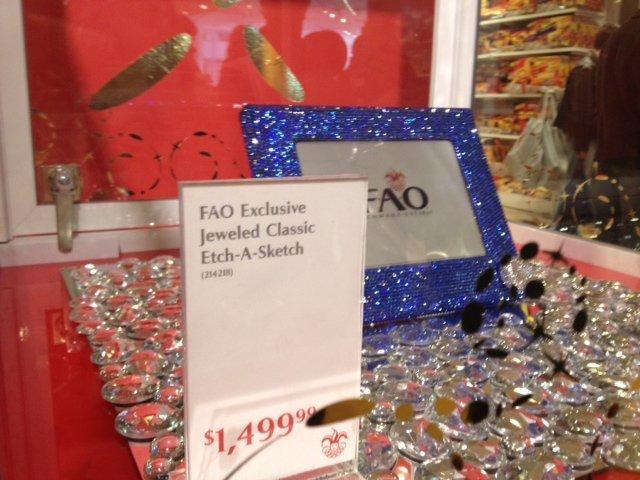 FAO Exclusive
Jeweled Classic
Etch-A-Sketch
(214218)
$1,499.99
FAO